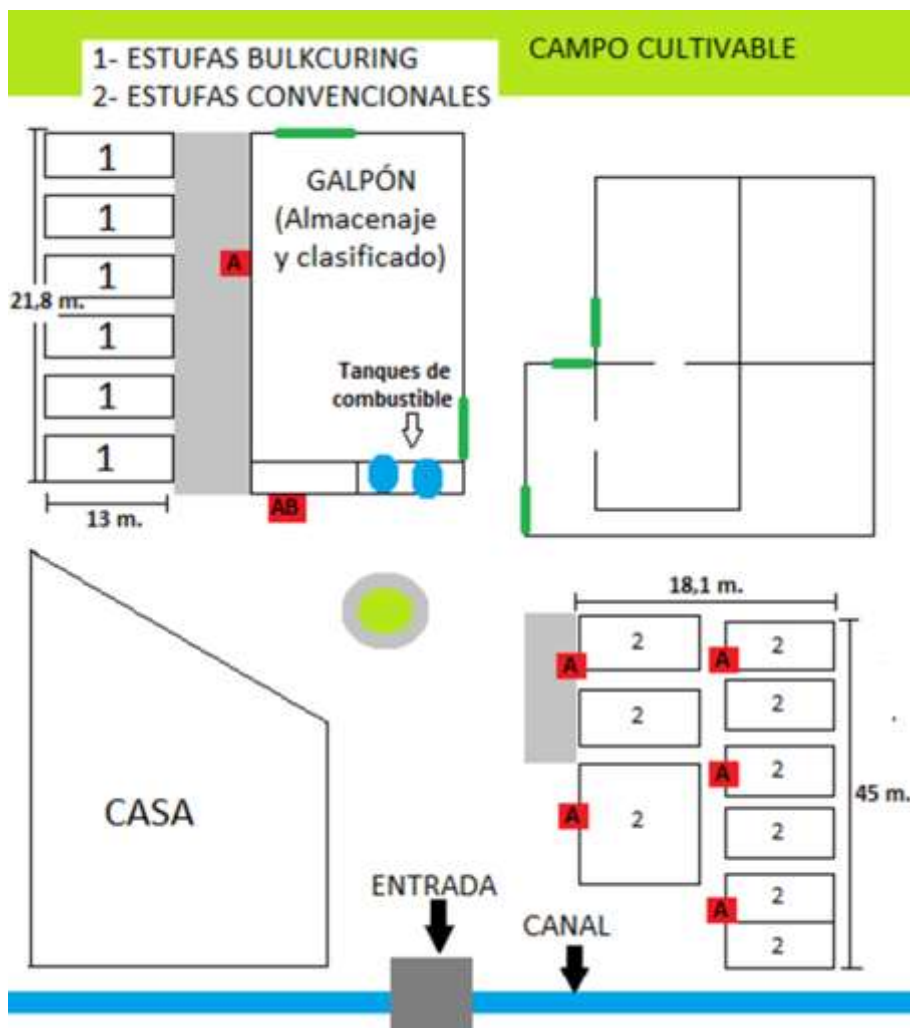 1- ESTUFAS BULKCURING
2- ESTUFAS CONVENCIONALES
CAMPO CULTIVABLE
1
1
1
1
1
1
21,8 m.
13 m.
GALPÓN
(Almacenaje
y clasificado)
A
Tanques de
combustible
AB
18,1 m.
A
2
A
2
2
2
A
2
A
2
45 m.
2
A
2
2
CASA
ENTRADA
CANAL